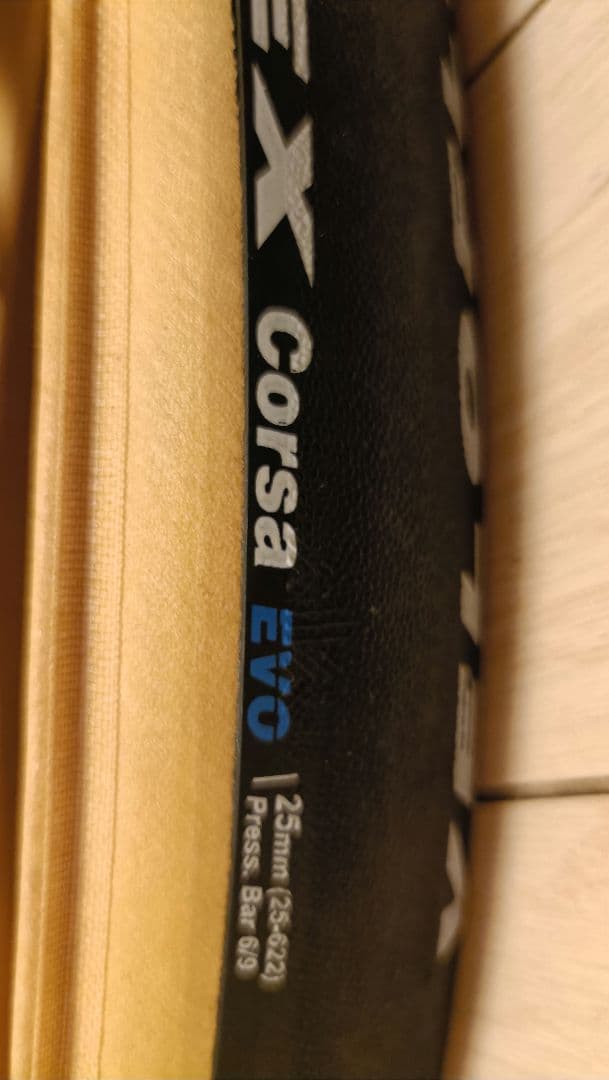 EX Corsa EVO | 25mm (25-622)
Press. Bar 6/9